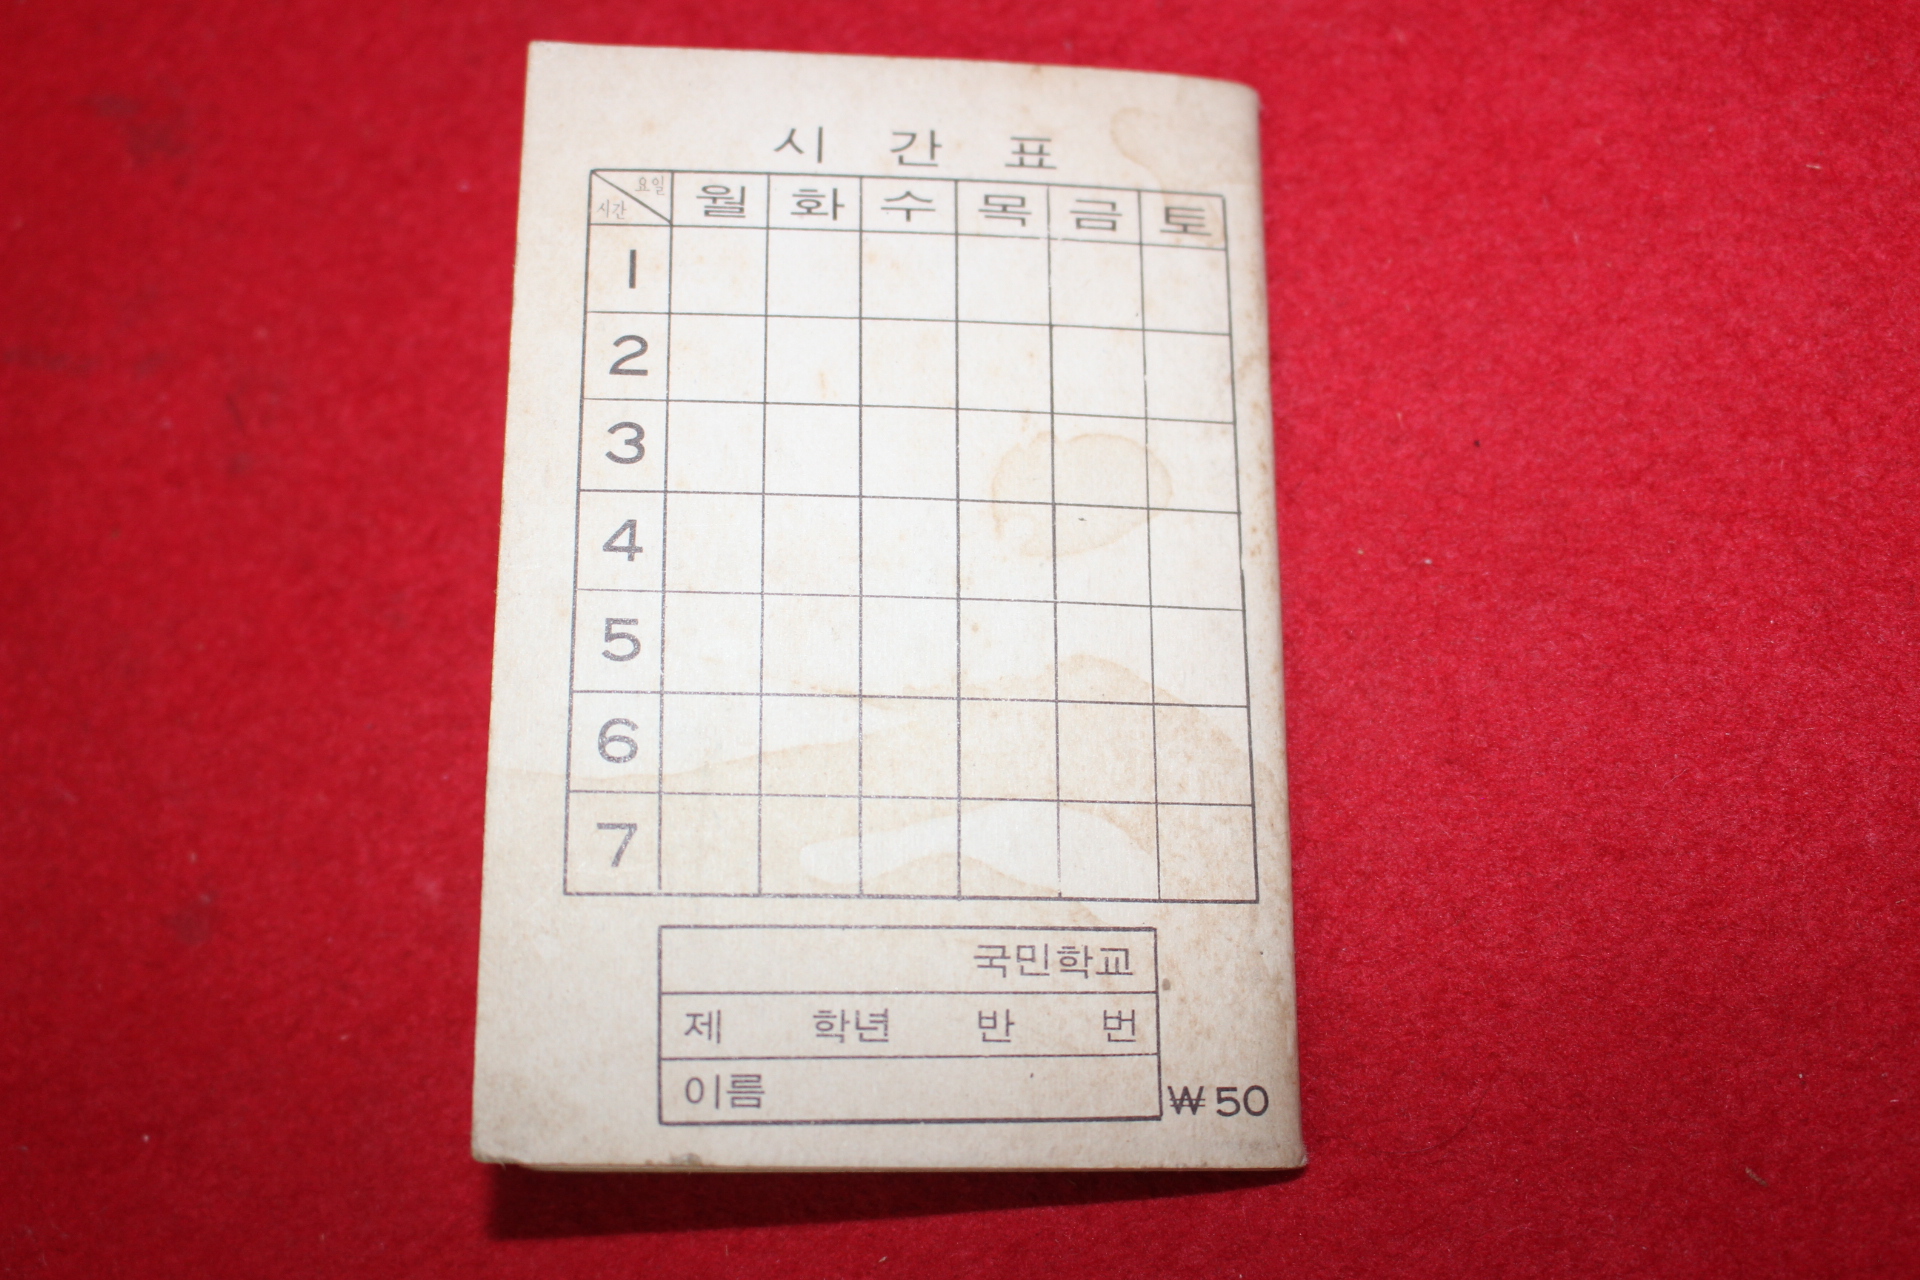 시 간 표
요일
시간 월 화 수 목 금 토
1
2
3
4
5
6
7
국민학교
제 학년 반 번
이름
₩50